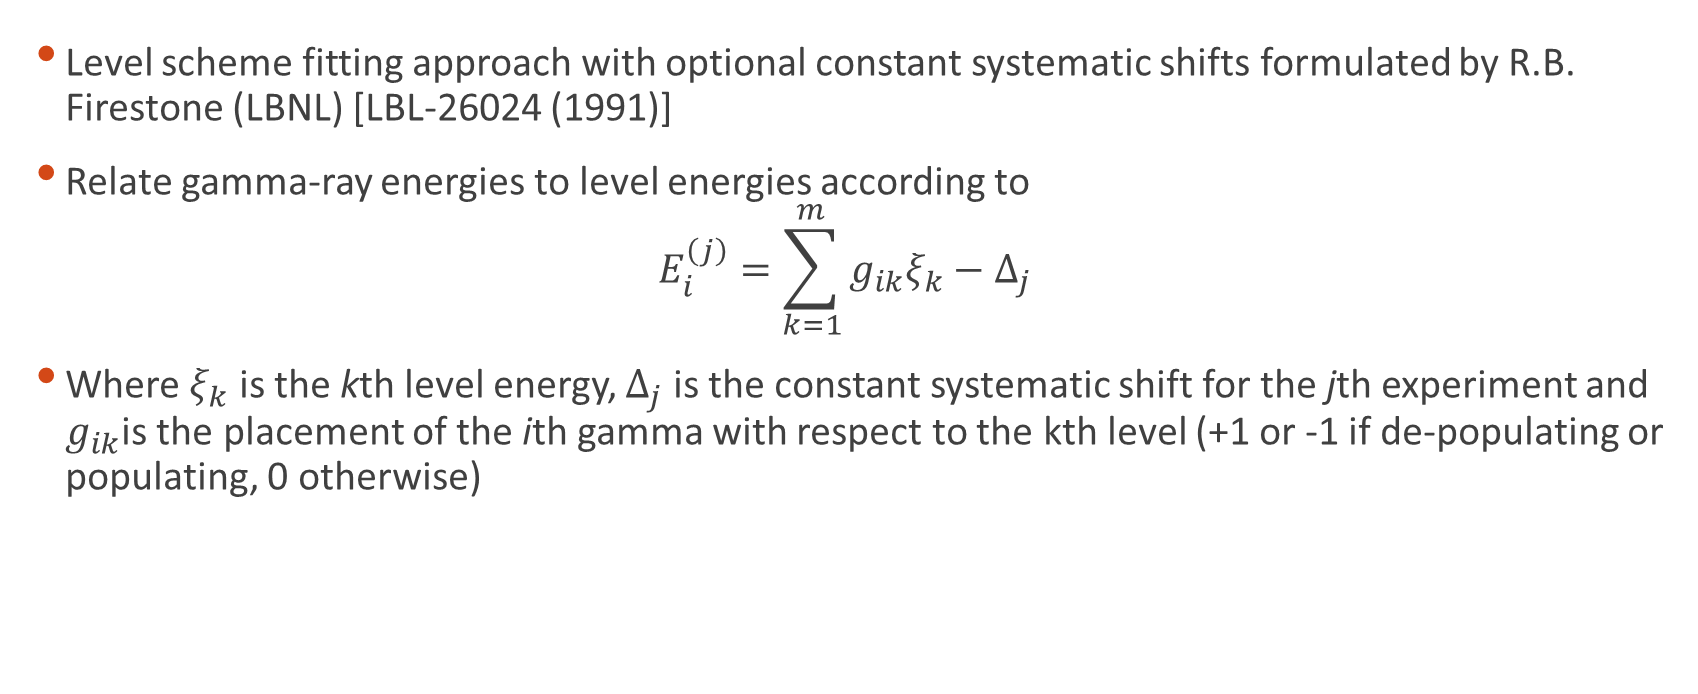 • Level scheme fitting approach with optional constant systematic shifts formulated by R.B.
Firestone (LBNL) [LBL-26024 (1991)]
• Relate gamma-ray energies to level energies according to
m
E_i^(j) = ∑ g_ik ξ_k − Δ_j
k=1
• Where ξ_k is the kth level energy, Δ_j is the constant systematic shift for the jth experiment and
g_ik is the placement of the ith gamma with respect to the kth level (+1 or -1 if de-populating or
populating, 0 otherwise)